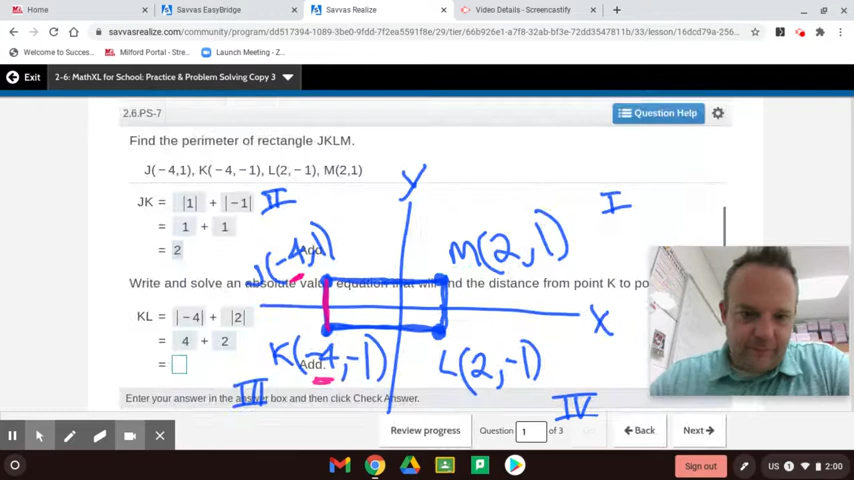 Home
Savvas EasyBridge
Savvas Realize
Video Details - Screencastify
savvasrealize.com/community/program/dd517394-1089-3be0-9fdd-7f2ea5591f8e/29/tier/66b926e1-a7f8-32ab-bf3e-72dd3547811b/33/lesson/16dcd79a-256...
Welcome to Succes...
Milford Portal - Stre...
Launch Meeting - Z...
Exit
2-6: MathXL for School: Practice & Problem Solving Copy 3
2.6.PS-7
Question Help
Find the perimeter of rectangle JKLM.
J(−4,1), K(−4,−1), L(2,−1), M(2,1)
Y
JK = |1| + |−1|
II
I
= 1 + 1
= 2
Add.
J(-4,1)
M(2,1)
Write and solve an absolute value equation that will find the distance from point K to po
KL = |−4| + |2|
X
= 4 + 2
K(-4,-1)
L(2,-1)
=
Add.
III
IV
Enter your answer in the answer box and then click Check Answer.
Review progress
Question 1 of 3
Back
Next
Sign out
US
1
2:00